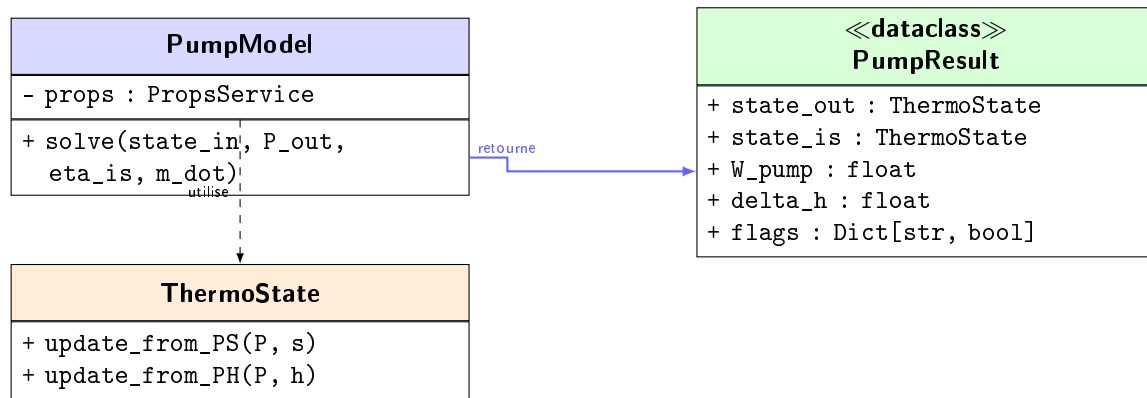 PumpModel
- props : PropsService
+ solve(state_in, P_out,
eta_is, m_dot)
utilise
retourne
≪dataclass≫
PumpResult
+ state_out : ThermoState
+ state_is : ThermoState
+ W_pump : float
+ delta_h : float
+ flags : Dict[str, bool]
ThermoState
+ update_from_PS(P, s)
+ update_from_PH(P, h)